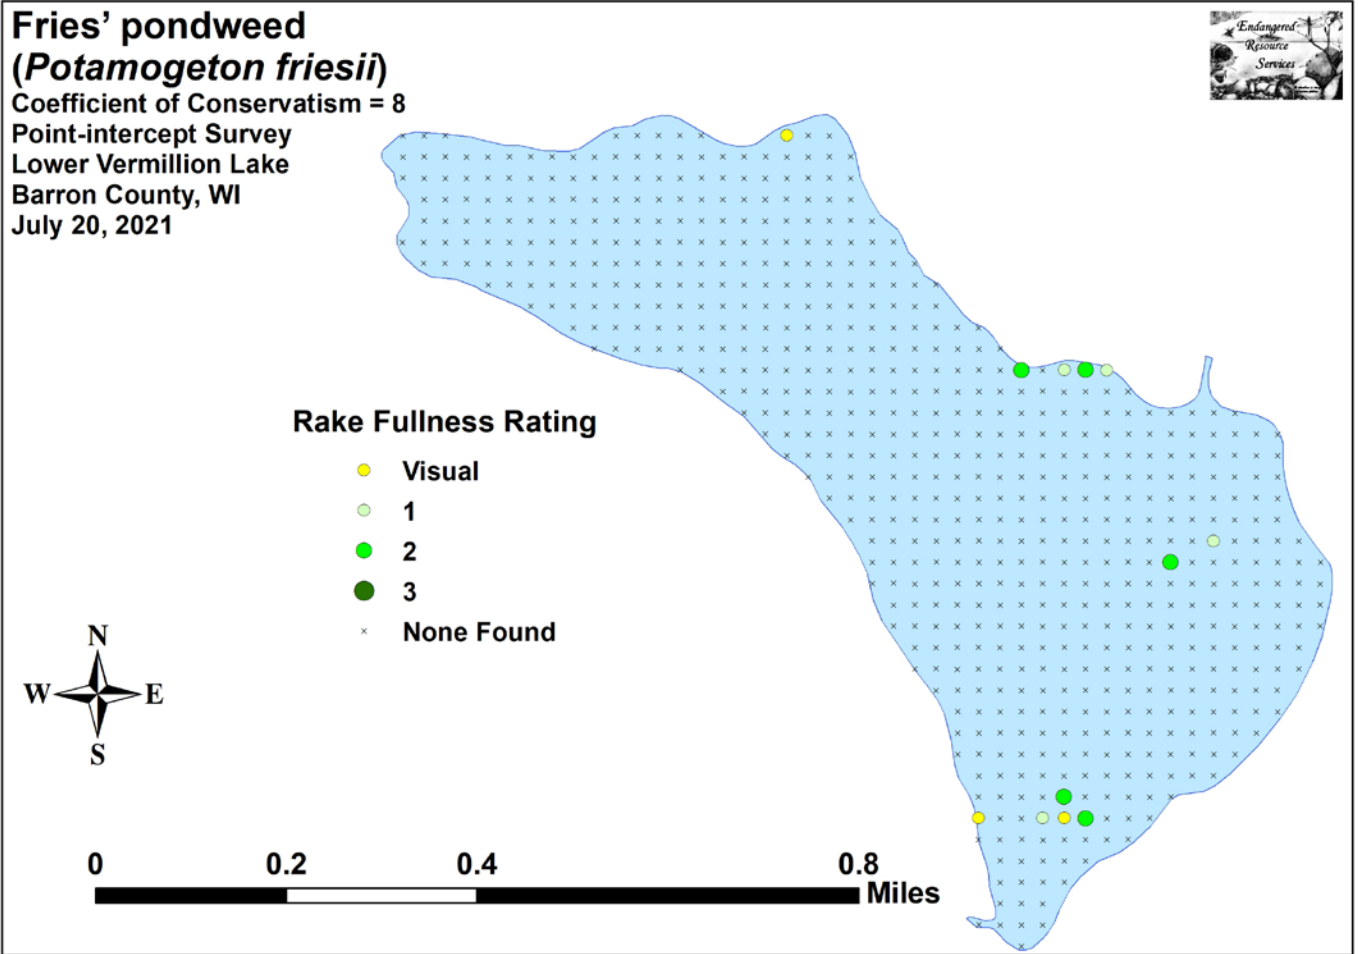 Fries’ pondweed
(Potamogeton friesii)
Coefficient of Conservatism = 8
Point-intercept Survey
Lower Vermillion Lake
Barron County, WI
July 20, 2021
Endangered
Resource
Services
Rake Fullness Rating
Visual
1
2
3
None Found
N
W E
S
0 0.2 0.4 0.8
Miles